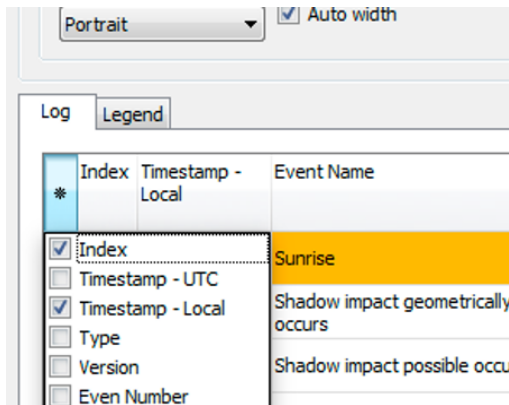 Portrait
Auto width
Log
Legend
Index
Timestamp -
Local
Event Name
Index
Timestamp - UTC
Timestamp - Local
Type
Version
Even Number
Sunrise
Shadow impact geometrically
occurs
Shadow impact possible occu